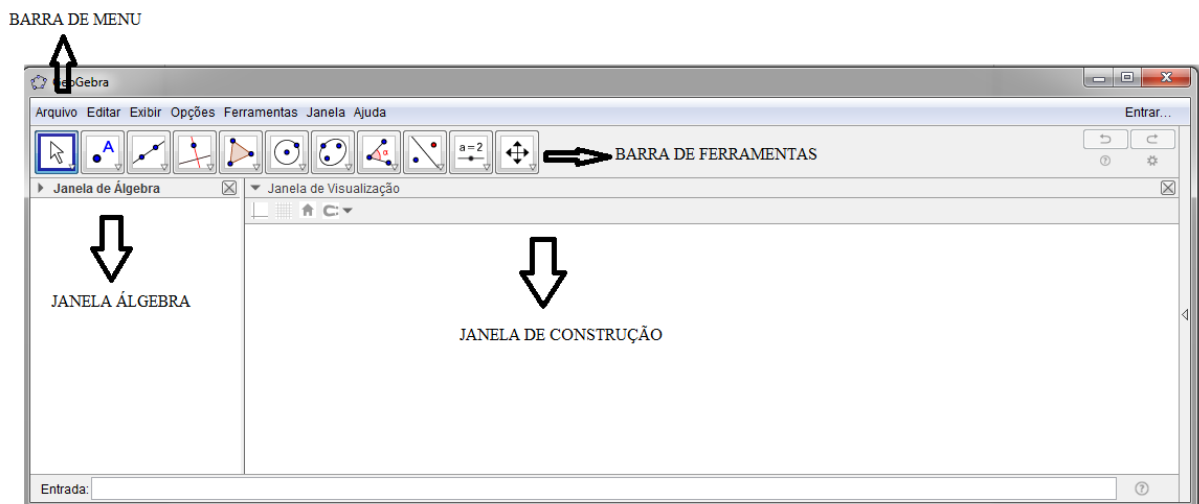 BARRA DE MENU
GeoGebra
Arquivo Editar Exibir Opções Ferramentas Janela Ajuda Entrar...
A α a=2 BARRA DE FERRAMENTAS
Janela de Álgebra Janela de Visualização
JANELA ÁLGEBRA
JANELA DE CONSTRUÇÃO
Entrada: